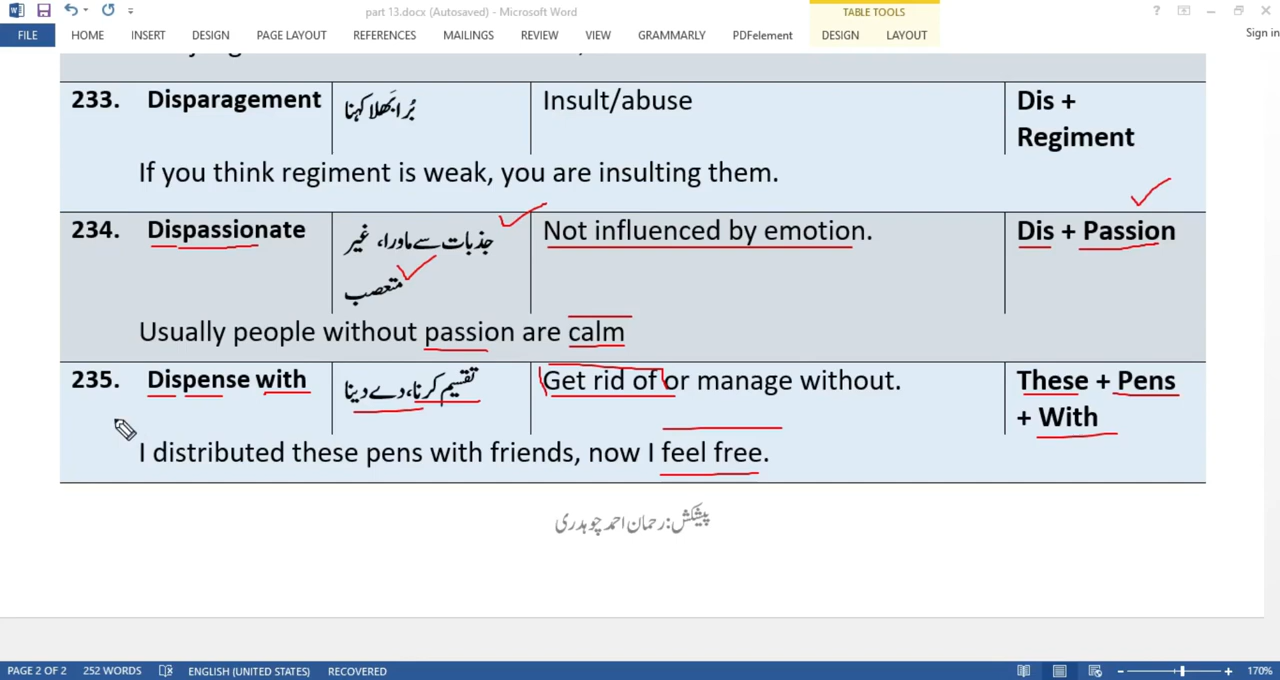 part 13.docx (Autosaved) - Microsoft Word
TABLE TOOLS
?
FILE HOME INSERT DESIGN PAGE LAYOUT REFERENCES MAILINGS REVIEW VIEW GRAMMARLY PDFelement DESIGN LAYOUT Sign in
233. Disparagement بُرا بَھلا کہنا Insult/abuse Dis +
Regiment
If you think regiment is weak, you are insulting them.
234. Dispassionate جذبات سے ماورا، غیر Not influenced by emotion. Dis + Passion
متعصب
Usually people without passion are calm
235. Dispense with تقسیم کرنا، دے دینا Get rid of or manage without. These + Pens
+ With
I distributed these pens with friends, now I feel free.
پیشکش: رحمان احمد چوہدری
PAGE 2 OF 2 252 WORDS ENGLISH (UNITED STATES) RECOVERED 170%